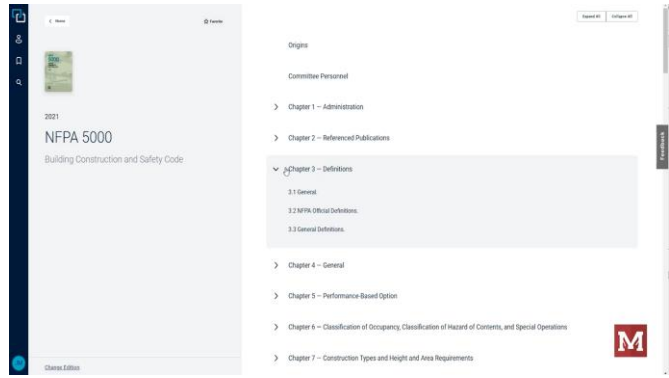 Home
Favorite
Expand All
Collapse All
5000
2021
NFPA 5000
Building Construction and Safety Code
Change Edition
Origins
Committee Personnel
Chapter 1 – Administration
Chapter 2 – Referenced Publications
Chapter 3 – Definitions
3.1 General.
3.2 NFPA Official Definitions.
3.3 General Definitions.
Chapter 4 – General
Chapter 5 – Performance-Based Option
Chapter 6 – Classification of Occupancy, Classification of Hazard of Contents, and Special Operations
Chapter 7 – Construction Types and Height and Area Requirements
Feedback
M